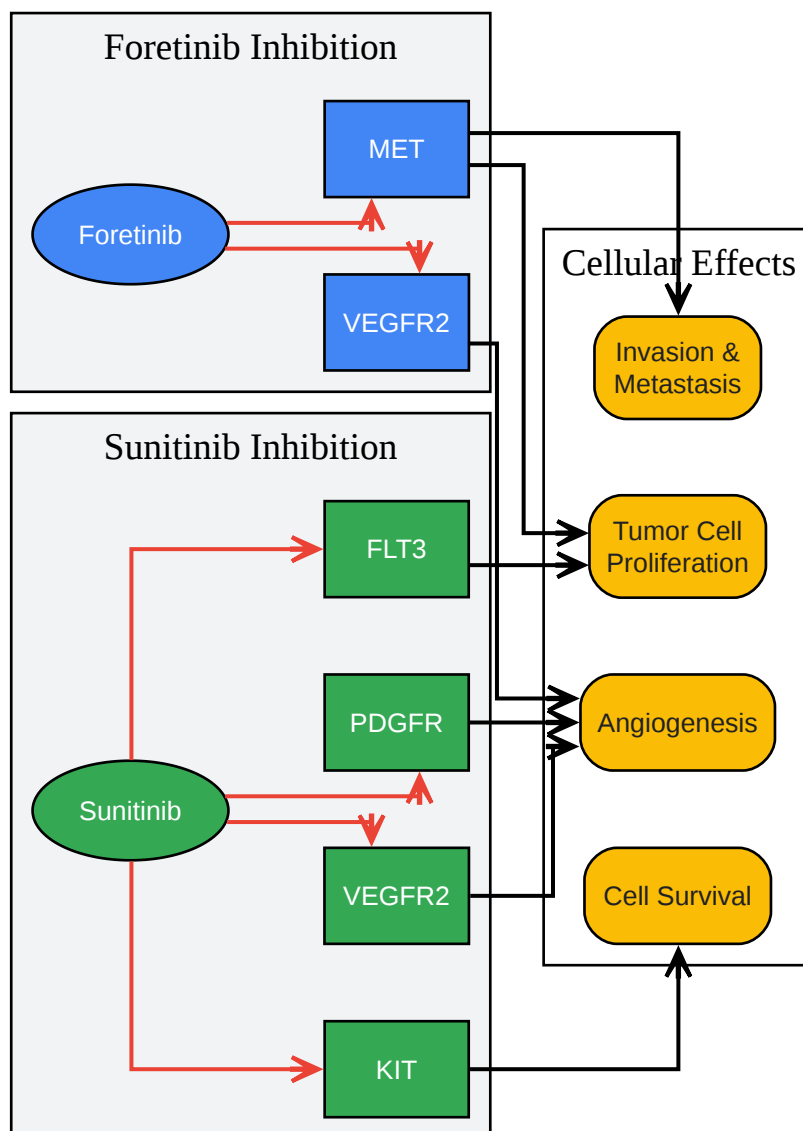 Foretinib Inhibition
MET
Foretinib
VEGFR2
Cellular Effects
Invasion &
Metastasis
Sunitinib Inhibition
FLT3
Tumor Cell
Proliferation
PDGFR
Angiogenesis
Sunitinib
VEGFR2
Cell Survival
KIT